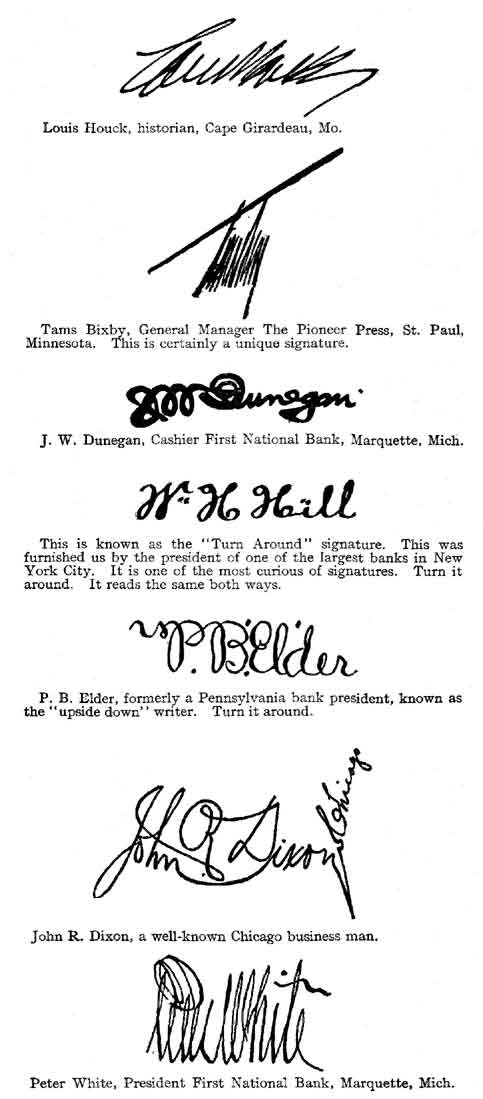 Louis Houck, historian, Cape Girardeau, Mo.
Tams Bixby, General Manager The Pioneer Press, St. Paul,
Minnesota. This is certainly a unique signature.
J W Dunegan
J. W. Dunegan, Cashier First National Bank, Marquette, Mich.
Wm H Hill
This is known as the "Turn Around" signature. This was
furnished us by the president of one of the largest banks in New
York City. It is one of the most curious of signatures. Turn it
around. It reads the same both ways.
P. B. Elder
P. B. Elder, formerly a Pennsylvania bank president, known as
the "upside down" writer. Turn it around.
John R. Dixon Chicago
John R. Dixon, a well-known Chicago business man.
White
Peter White, President First National Bank, Marquette, Mich.